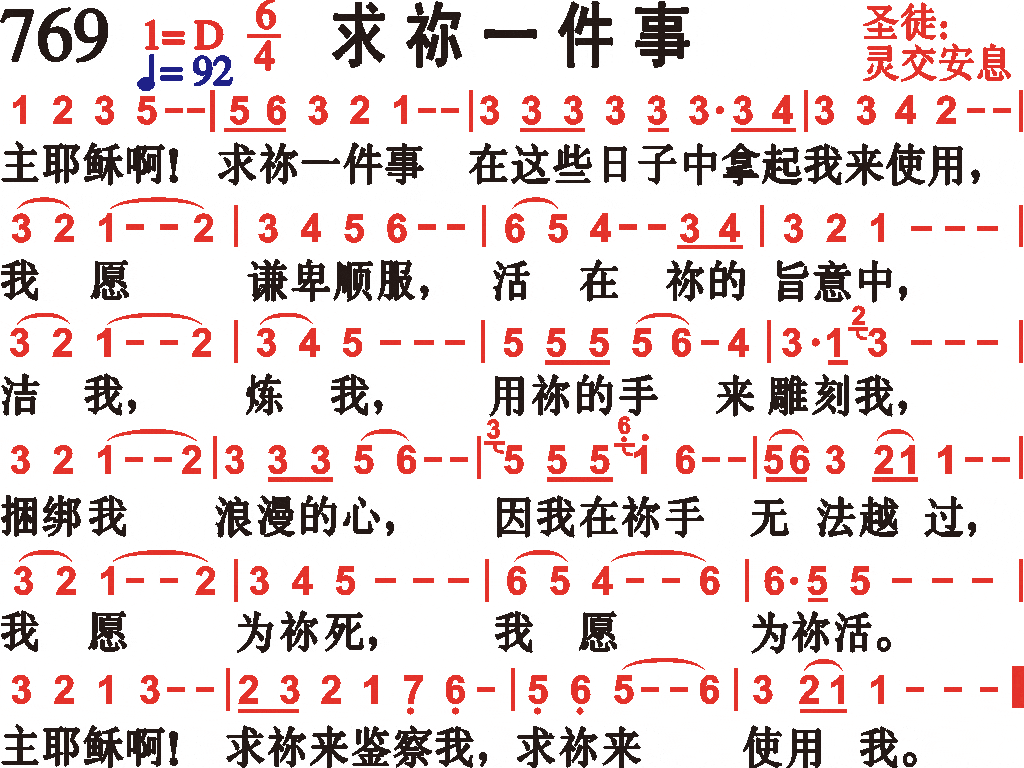 769 1=D 6/4 求祢一件事 圣徒：
♩=92 灵交安息
1 2 3 5--|5 6 3 2 1--|3 3 3 3 3 3·3 4|3 3 4 2--|
主耶稣啊！ 求祢一件事 在这些日子中拿起我来使用，
3 2 1--2|3 4 5 6--|6 5 4--3 4|3 2 1 ---|
我 愿 谦卑顺服， 活 在 祢的 旨意中，
3 2 1--2|3 4 5 ---|5 5 5 5 6-4|3·1 2 3 ---|
洁 我， 炼 我， 用祢的手 来 雕刻我，
3 2 1--2|3 3 3 5 6--|3 5 5 5 6 1 6--|5 6 3 2 1 1--|
捆绑我 浪漫的心， 因我在祢手 无 法越 过，
3 2 1--2|3 4 5 ---|6 5 4--6|6·5 5 ---|
我 愿 为祢死， 我 愿 为祢活。
3 2 1 3--|2 3 2 1 7 6-|5 6 5--6|3 2 1 1 ---
主耶稣啊！ 求祢来鉴察我，求祢来 使用 我。